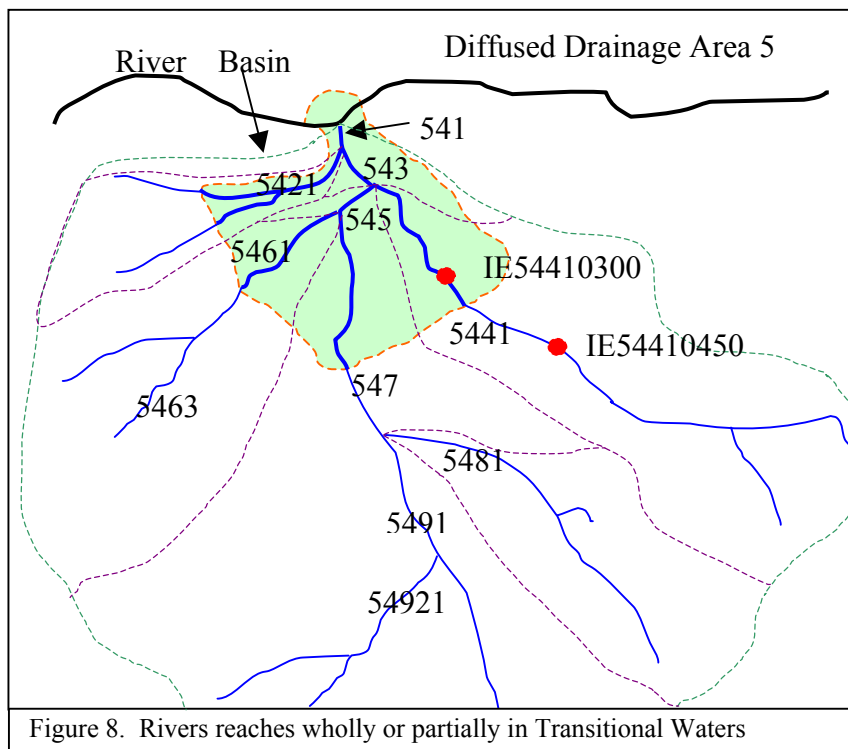 Diffused Drainage Area 5
River Basin
541
543
5421
545
5461
IE54410300
5441
IE54410450
547
5463
5481
5491
54921
Figure 8. Rivers reaches wholly or partially in Transitional Waters